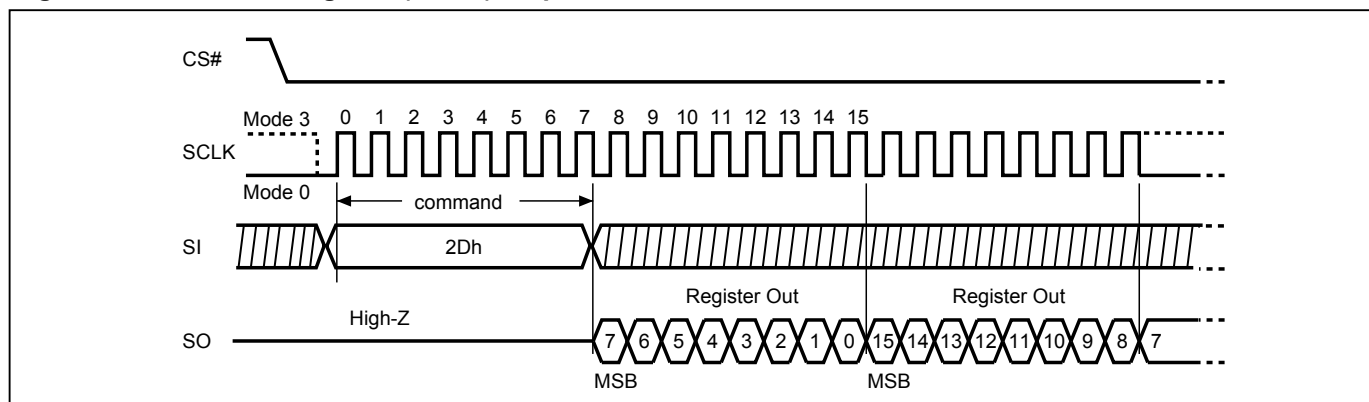 CS#
Mode 3 0 1 2 3 4 5 6 7 8 9 10 11 12 13 14 15
SCLK
Mode 0
command
SI 2Dh
Register Out Register Out
High-Z
SO 7 6 5 4 3 2 1 0 15 14 13 12 11 10 9 8 7
MSB MSB